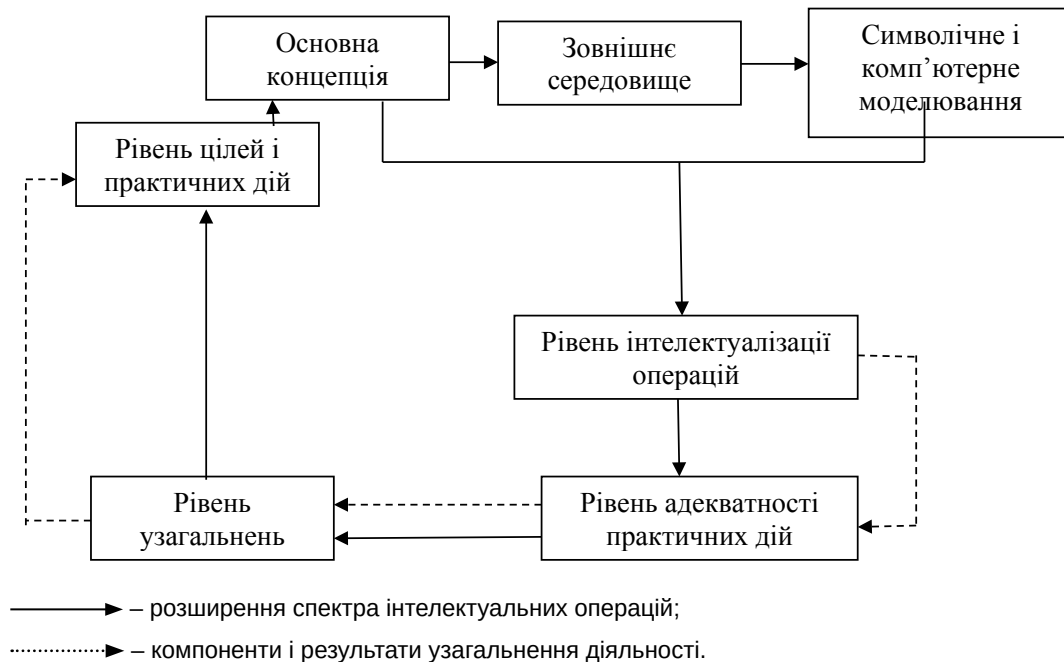 Основна
концепція
Зовнішнє
середовище
Символічне і
комп’ютерне
моделювання
Рівень цілей і
практичних дій
Рівень інтелектуалізації
операцій
Рівень
узагальнень
Рівень адекватності
практичних дій
– розширення спектра інтелектуальних операцій;
– компоненти і результати узагальнення діяльності.